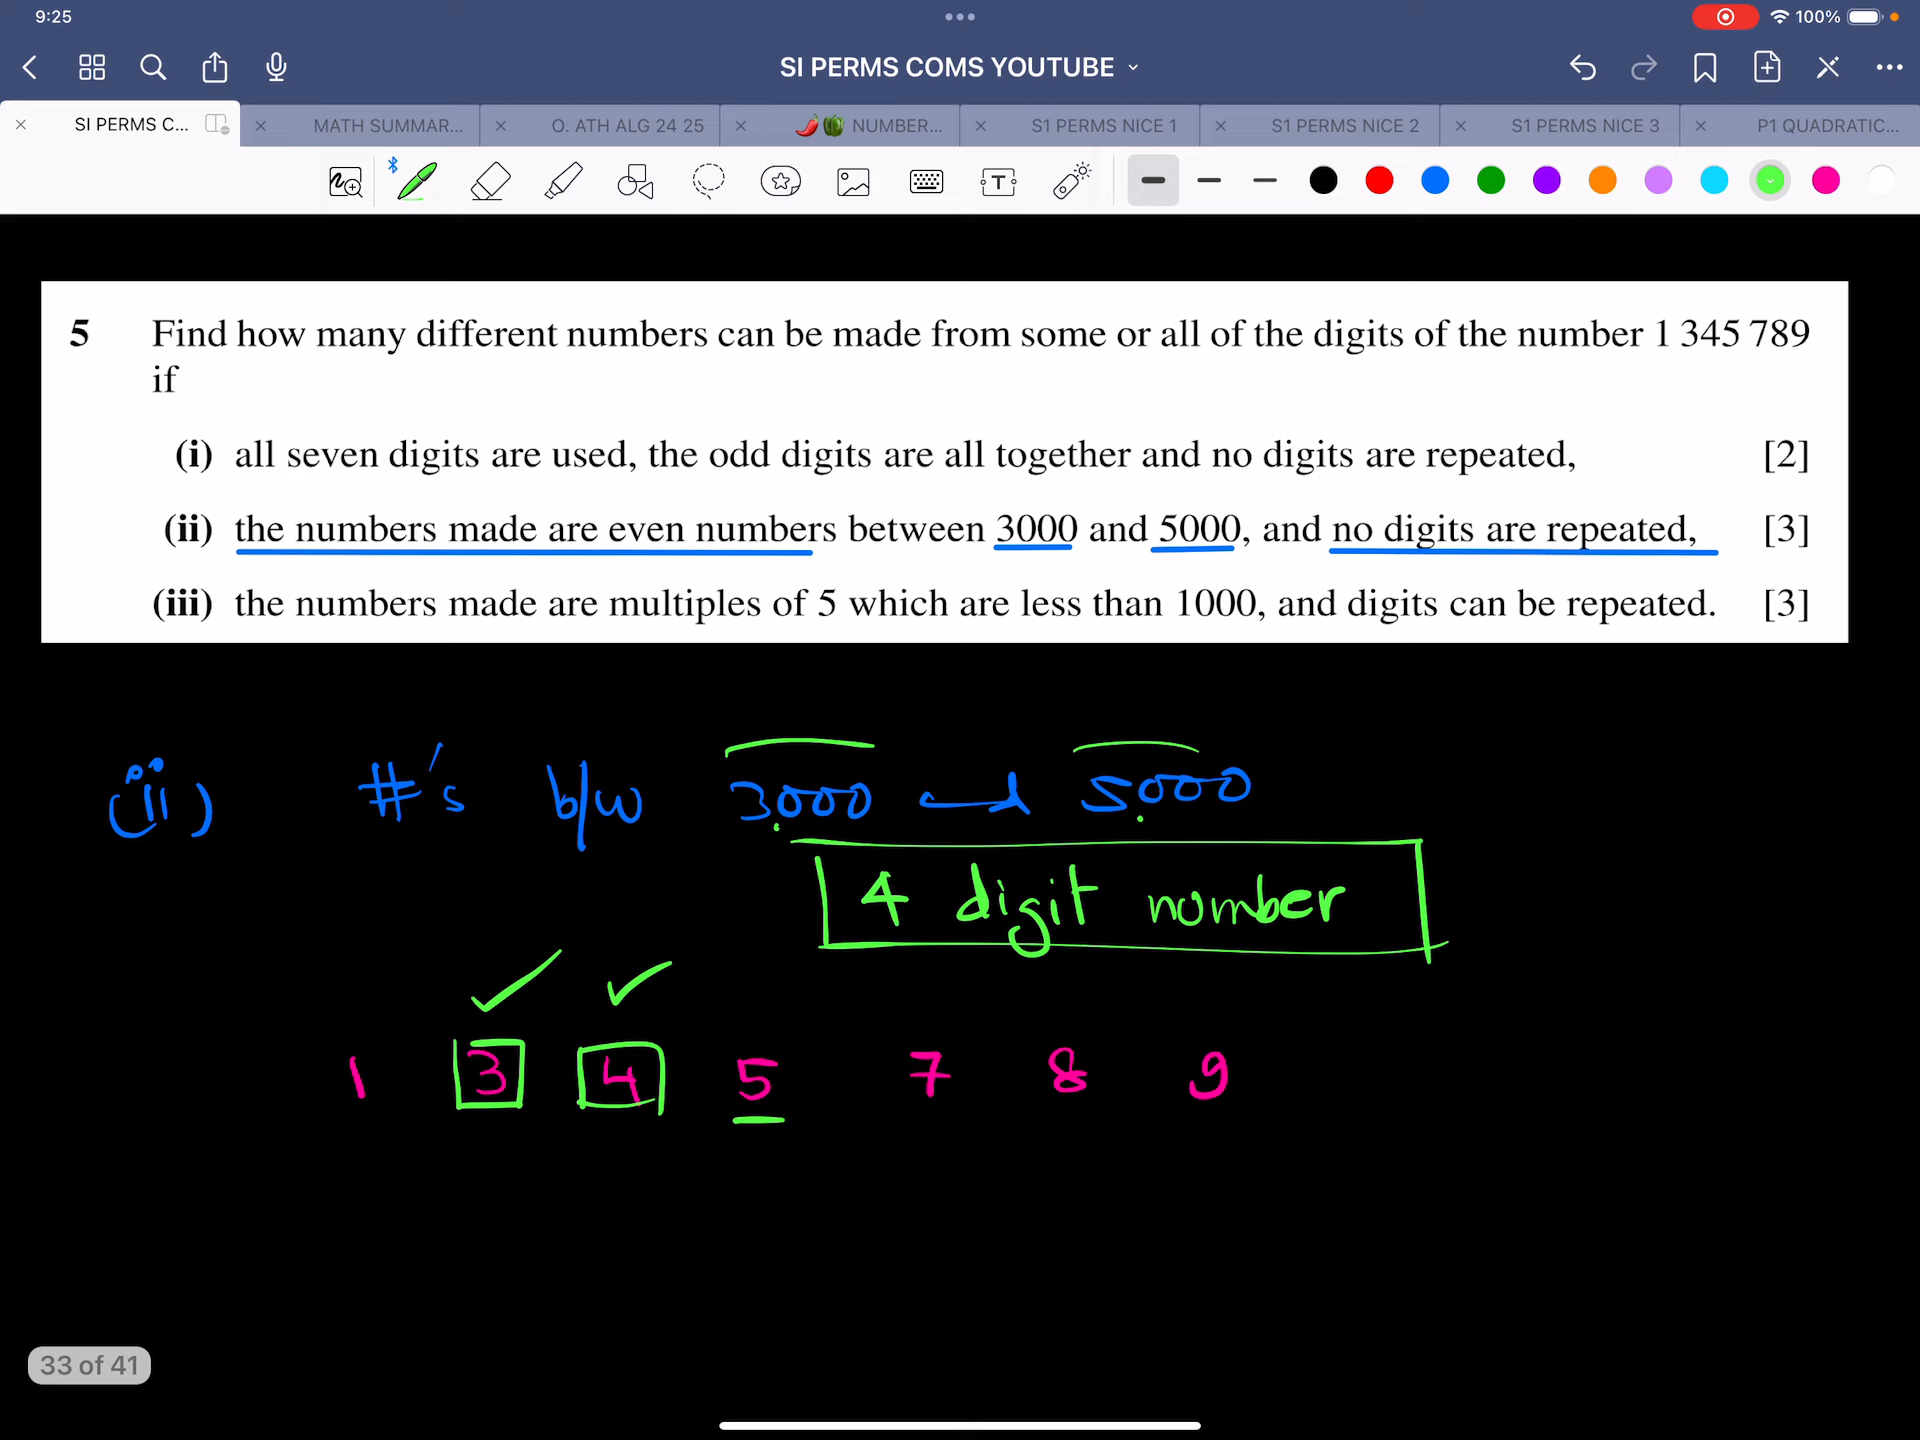 9:25
100%
SI PERMS COMS YOUTUBE
SI PERMS C...
MATH SUMMAR...
O. ATH ALG 24 25
🌶️🫑 NUMBER...
S1 PERMS NICE 1
S1 PERMS NICE 2
S1 PERMS NICE 3
P1 QUADRATIC...
5 Find how many different numbers can be made from some or all of the digits of the number 1 345 789
if
(i) all seven digits are used, the odd digits are all together and no digits are repeated, [2]
(ii) the numbers made are even numbers between 3000 and 5000, and no digits are repeated, [3]
(iii) the numbers made are multiples of 5 which are less than 1000, and digits can be repeated. [3]
(ii) #'s b/w 3000 and 5000
4 digit number
1 3 4 5 7 8 9
33 of 41